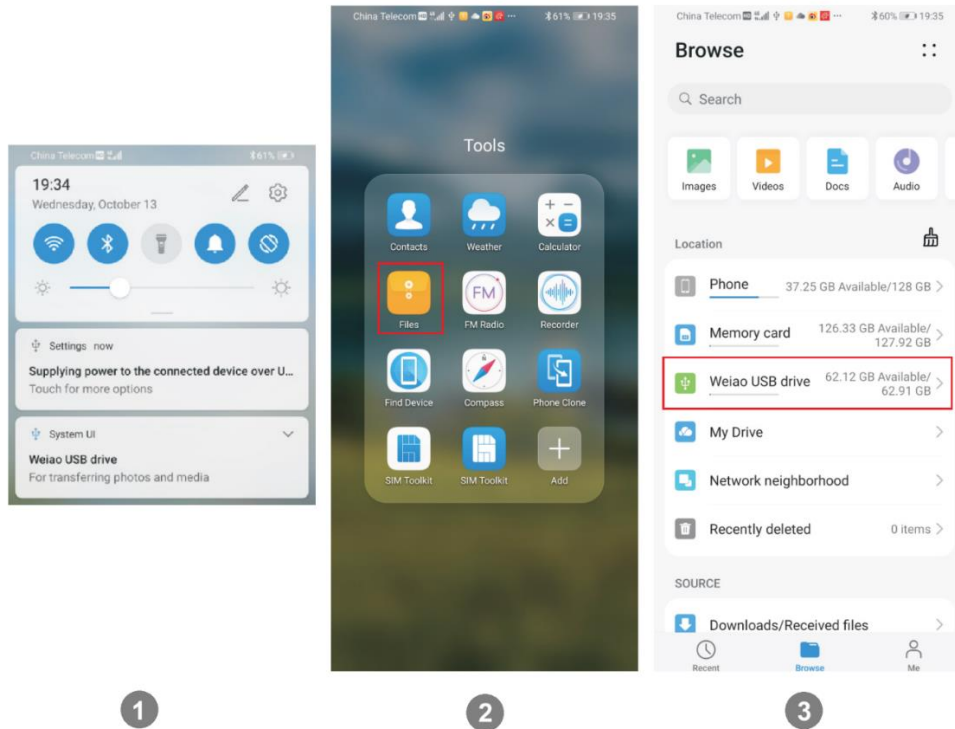 China Telecom
61%
19:34
Wednesday, October 13
Settings now
Supplying power to the connected device over U...
Touch for more options
System UI
Weiao USB drive
For transferring photos and media
1
China Telecom
61% 19:35
Tools
Contacts
Weather
Calculator
Files
FM
FM Radio
Recorder
Find Device
Compass
Phone Clone
SIM Toolkit
SIM Toolkit
Add
2
China Telecom
60% 19:35
Browse
Search
Images
Videos
Docs
Audio
Location
Phone 37.25 GB Available/128 GB
Memory card 126.33 GB Available/
127.92 GB
Weiao USB drive 62.12 GB Available/
62.91 GB
My Drive
Network neighborhood
Recently deleted 0 items
SOURCE
Downloads/Received files
Recent
Browse
Me
3